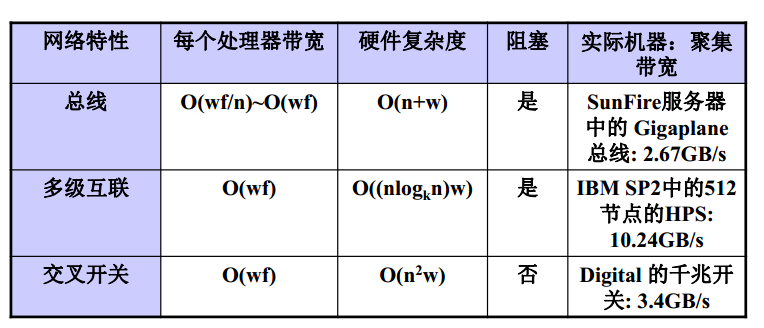 网络特性 每个处理器带宽 硬件复杂度 阻塞 实际机器：聚集
带宽
总线 O(wf/n)~O(wf) O(n+w) 是 SunFire服务器
中的 Gigaplane
总线: 2.67GB/s
多级互联 O(wf) O((nlogₖn)w) 是 IBM SP2中的512
节点的HPS:
10.24GB/s
交叉开关 O(wf) O(n²w) 否 Digital 的千兆开
关: 3.4GB/s